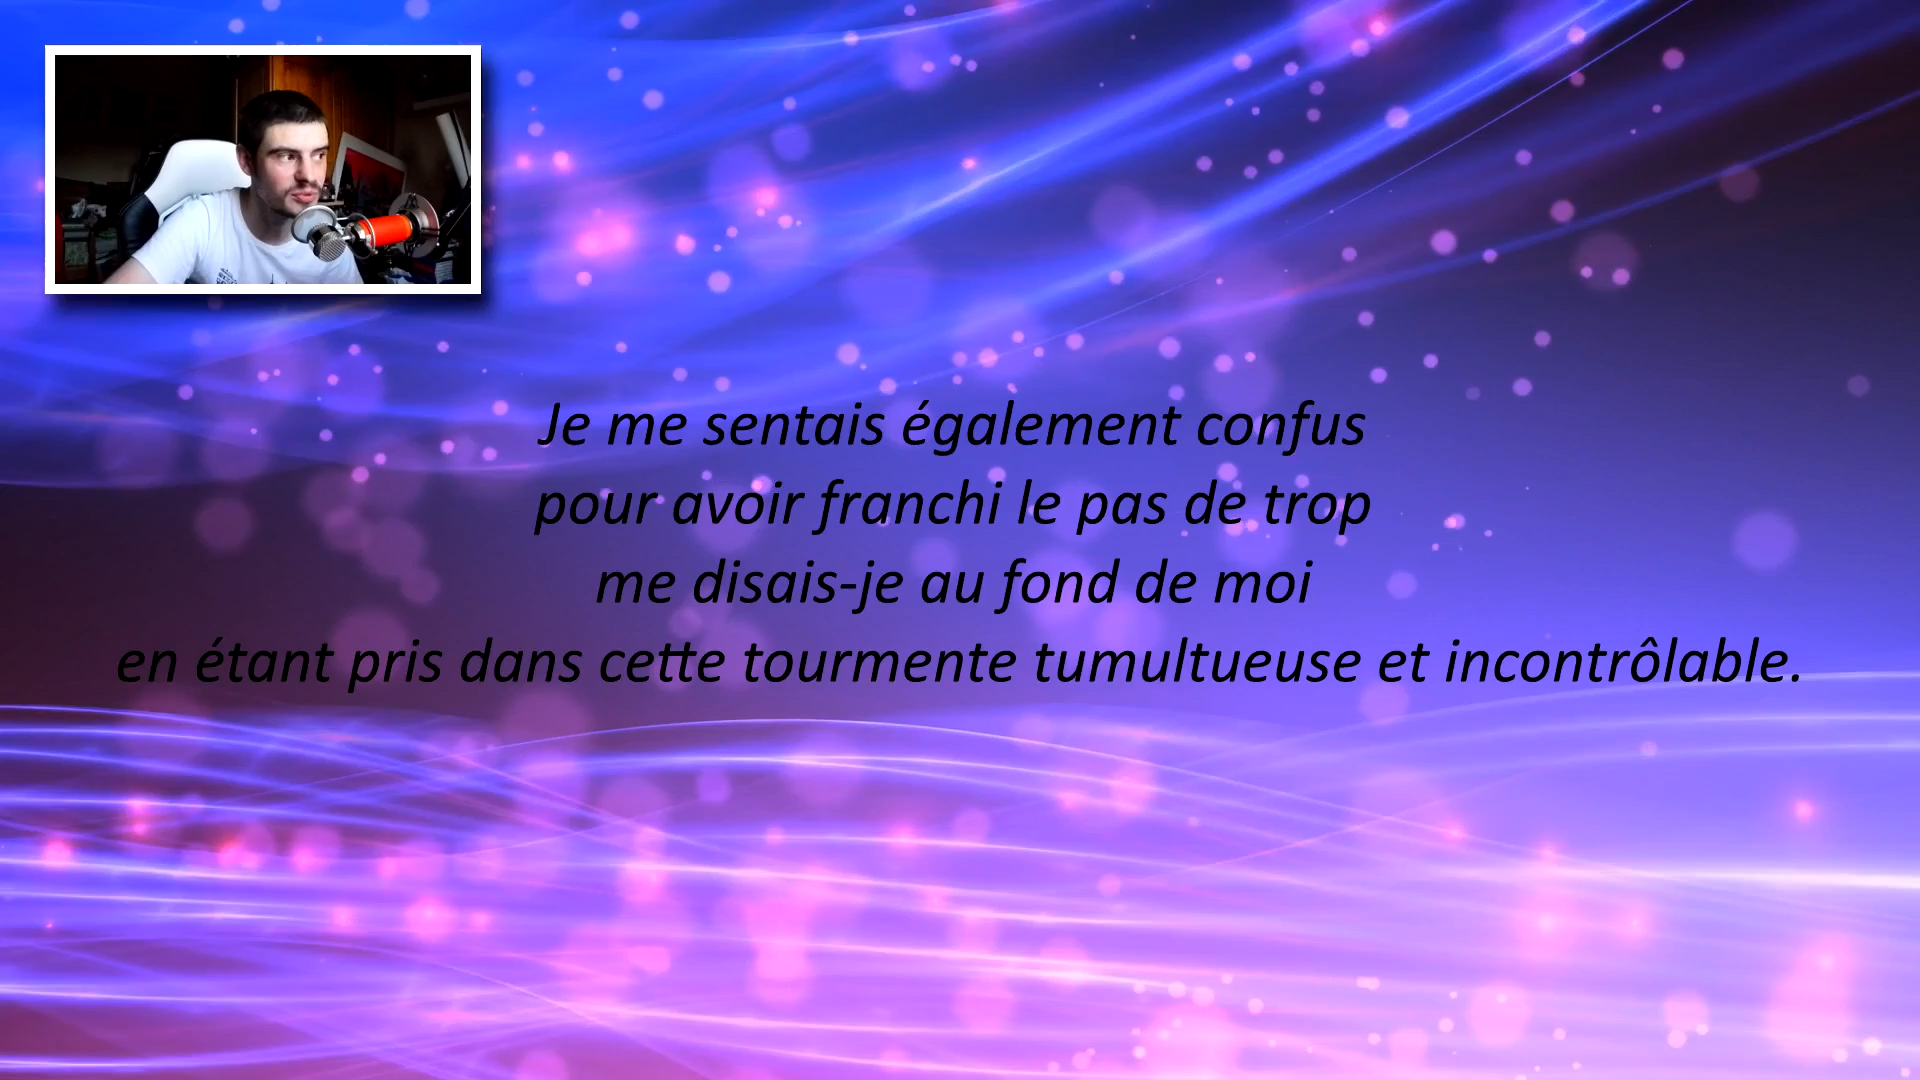 Je me sentais également confus
pour avoir franchi le pas de trop
me disais-je au fond de moi
en étant pris dans cette tourmente tumultueuse et incontrôlable.